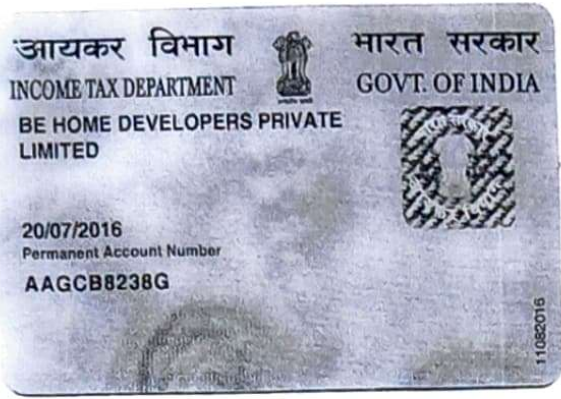 आयकर विभाग
भारत सरकार
INCOME TAX DEPARTMENT
GOVT. OF INDIA
BE HOME DEVELOPERS PRIVATE
LIMITED
20/07/2016
Permanent Account Number
AAGCB8238G
11082016